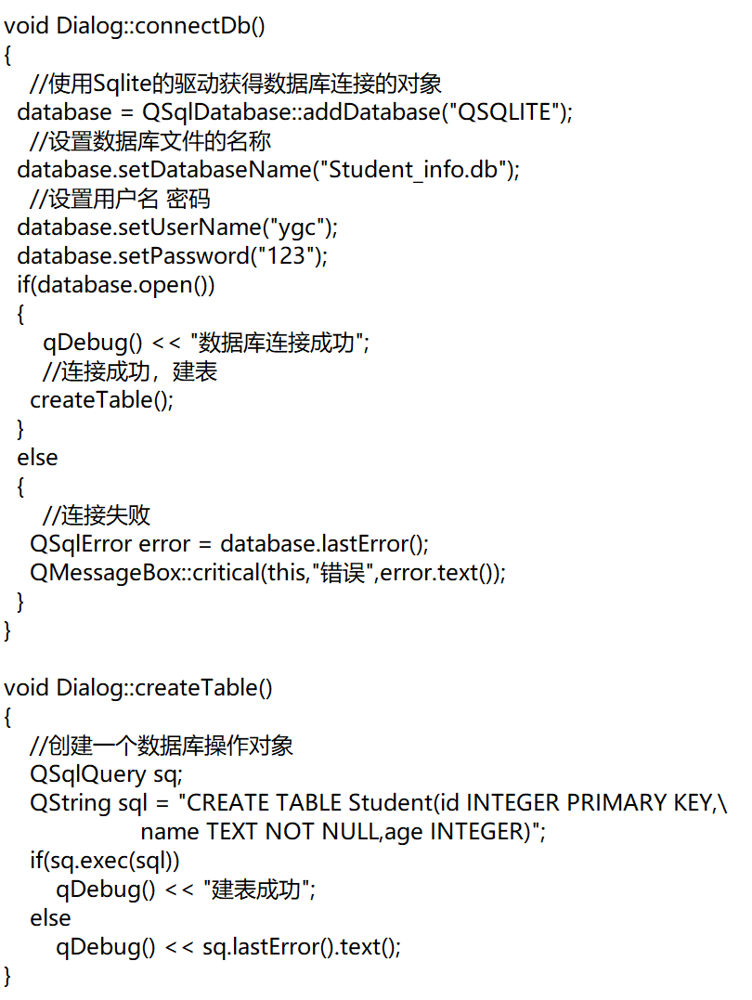 void Dialog::connectDb()
{
//使用Sqlite的驱动获得数据库连接的对象
database = QSqlDatabase::addDatabase("QSQLITE");
//设置数据库文件的名称
database.setDatabaseName("Student_info.db");
//设置用户名 密码
database.setUserName("ygc");
database.setPassword("123");
if(database.open())
{
qDebug() << "数据库连接成功";
//连接成功，建表
createTable();
}
else
{
//连接失败
QSqlError error = database.lastError();
QMessageBox::critical(this,"错误",error.text());
}
}
void Dialog::createTable()
{
//创建一个数据库操作对象
QSqlQuery sq;
QString sql = "CREATE TABLE Student(id INTEGER PRIMARY KEY,\
name TEXT NOT NULL,age INTEGER)";
if(sq.exec(sql))
qDebug() << "建表成功";
else
qDebug() << sq.lastError().text();
}